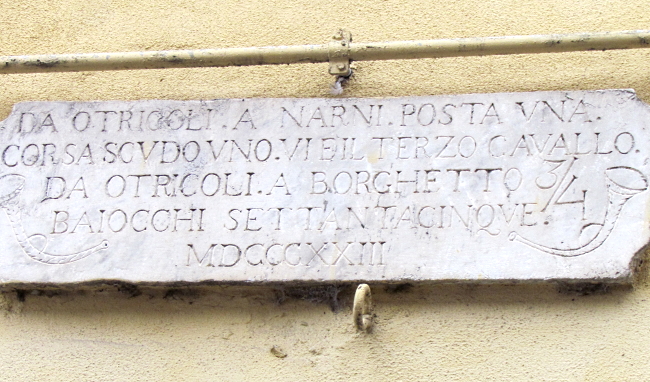 DA OTRICOLI. A NARNI. POSTA VNA.
CORSA SCVDO VNO. VI E IL TERZO CAVALLO.
DA OTRICOLI. A BORGHETTO 3/4
BAIOCCHI SETTANTACINQVE.
MDCCCXXIII